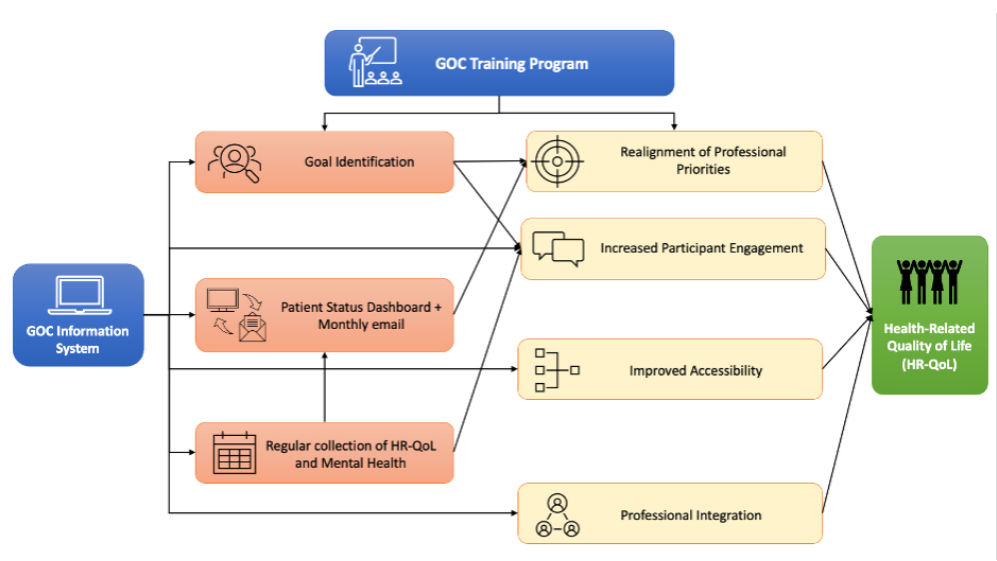 GOC Training Program
Goal Identification
Realignment of Professional
Priorities
Increased Participant Engagement
GOC Information
System
Patient Status Dashboard +
Monthly email
Health-Related
Quality of Life
(HR-QoL)
Improved Accessibility
Regular collection of HR-QoL
and Mental Health
Professional Integration